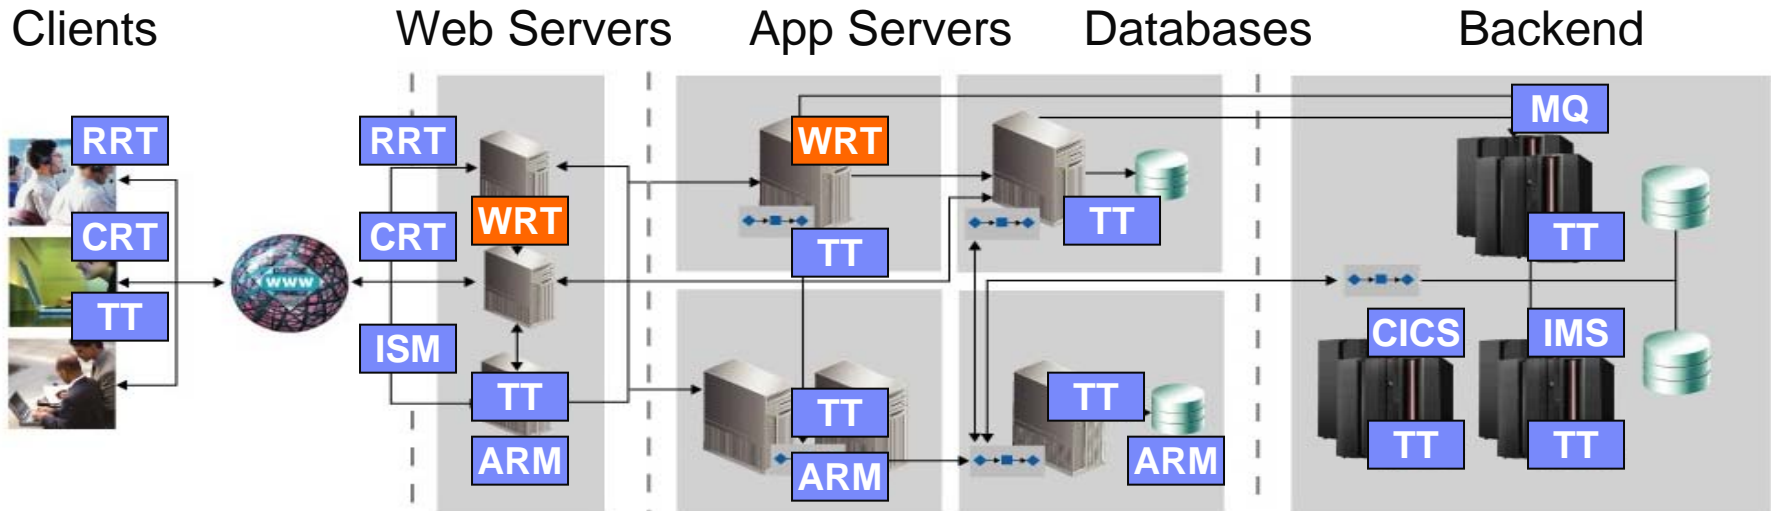 Clients Web Servers App Servers Databases Backend
MQ
RRT RRT WRT
CRT CRT WRT TT TT TT
WWW
TT ISM CICS IMS
TT TT TT
ARM ARM ARM TT TT